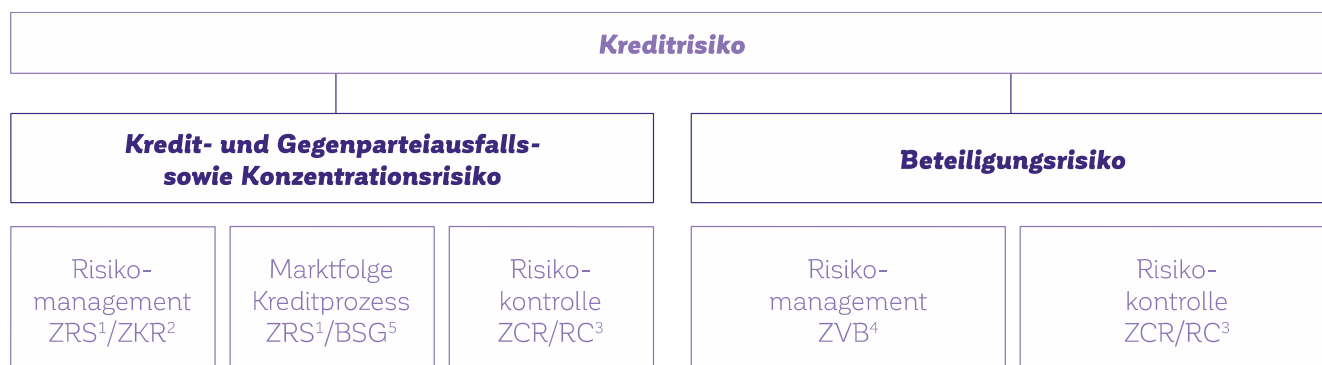 Kreditrisiko
Kredit- und Gegenparteiausfalls-
sowie Konzentrationsrisiko
Beteiligungsrisiko
Risiko-
management
ZRS¹/ZKR²
Marktfolge
Kreditprozess
ZRS¹/BSG⁵
Risiko-
kontrolle
ZCR/RC³
Risiko-
management
ZVB⁴
Risiko-
kontrolle
ZCR/RC³